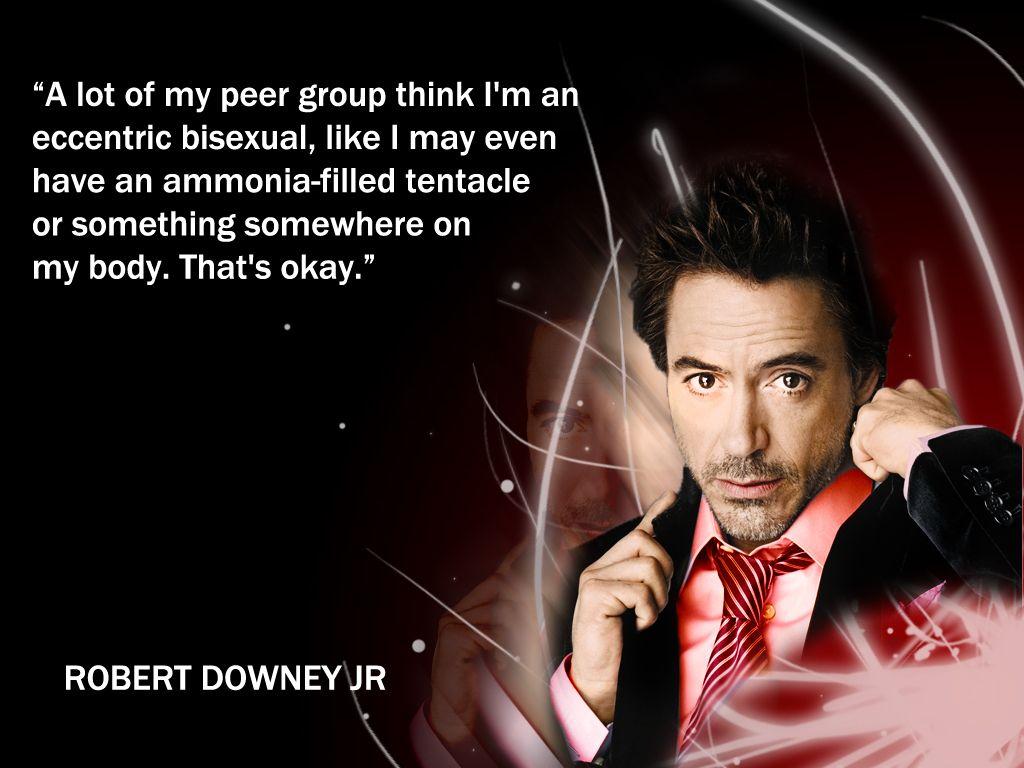 “A lot of my peer group think I'm an
eccentric bisexual, like I may even
have an ammonia-filled tentacle
or something somewhere on
my body. That's okay.”
ROBERT DOWNEY JR